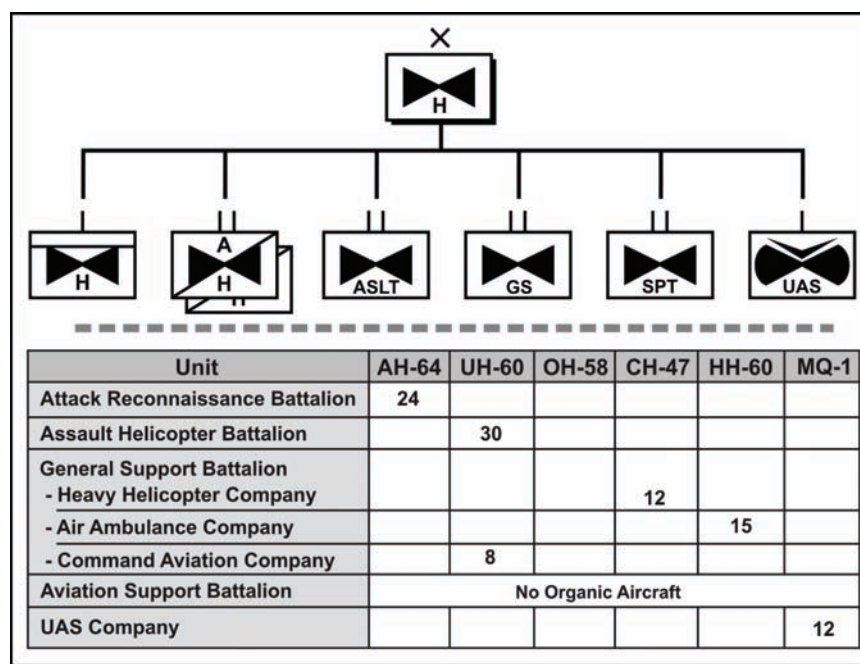 X
H
A
H
H
ASLT
GS
SPT
UAS
Unit AH-64 UH-60 OH-58 CH-47 HH-60 MQ-1
Attack Reconnaissance Battalion 24
Assault Helicopter Battalion 30
General Support Battalion
- Heavy Helicopter Company 12
- Air Ambulance Company 15
- Command Aviation Company 8
Aviation Support Battalion No Organic Aircraft
UAS Company 12